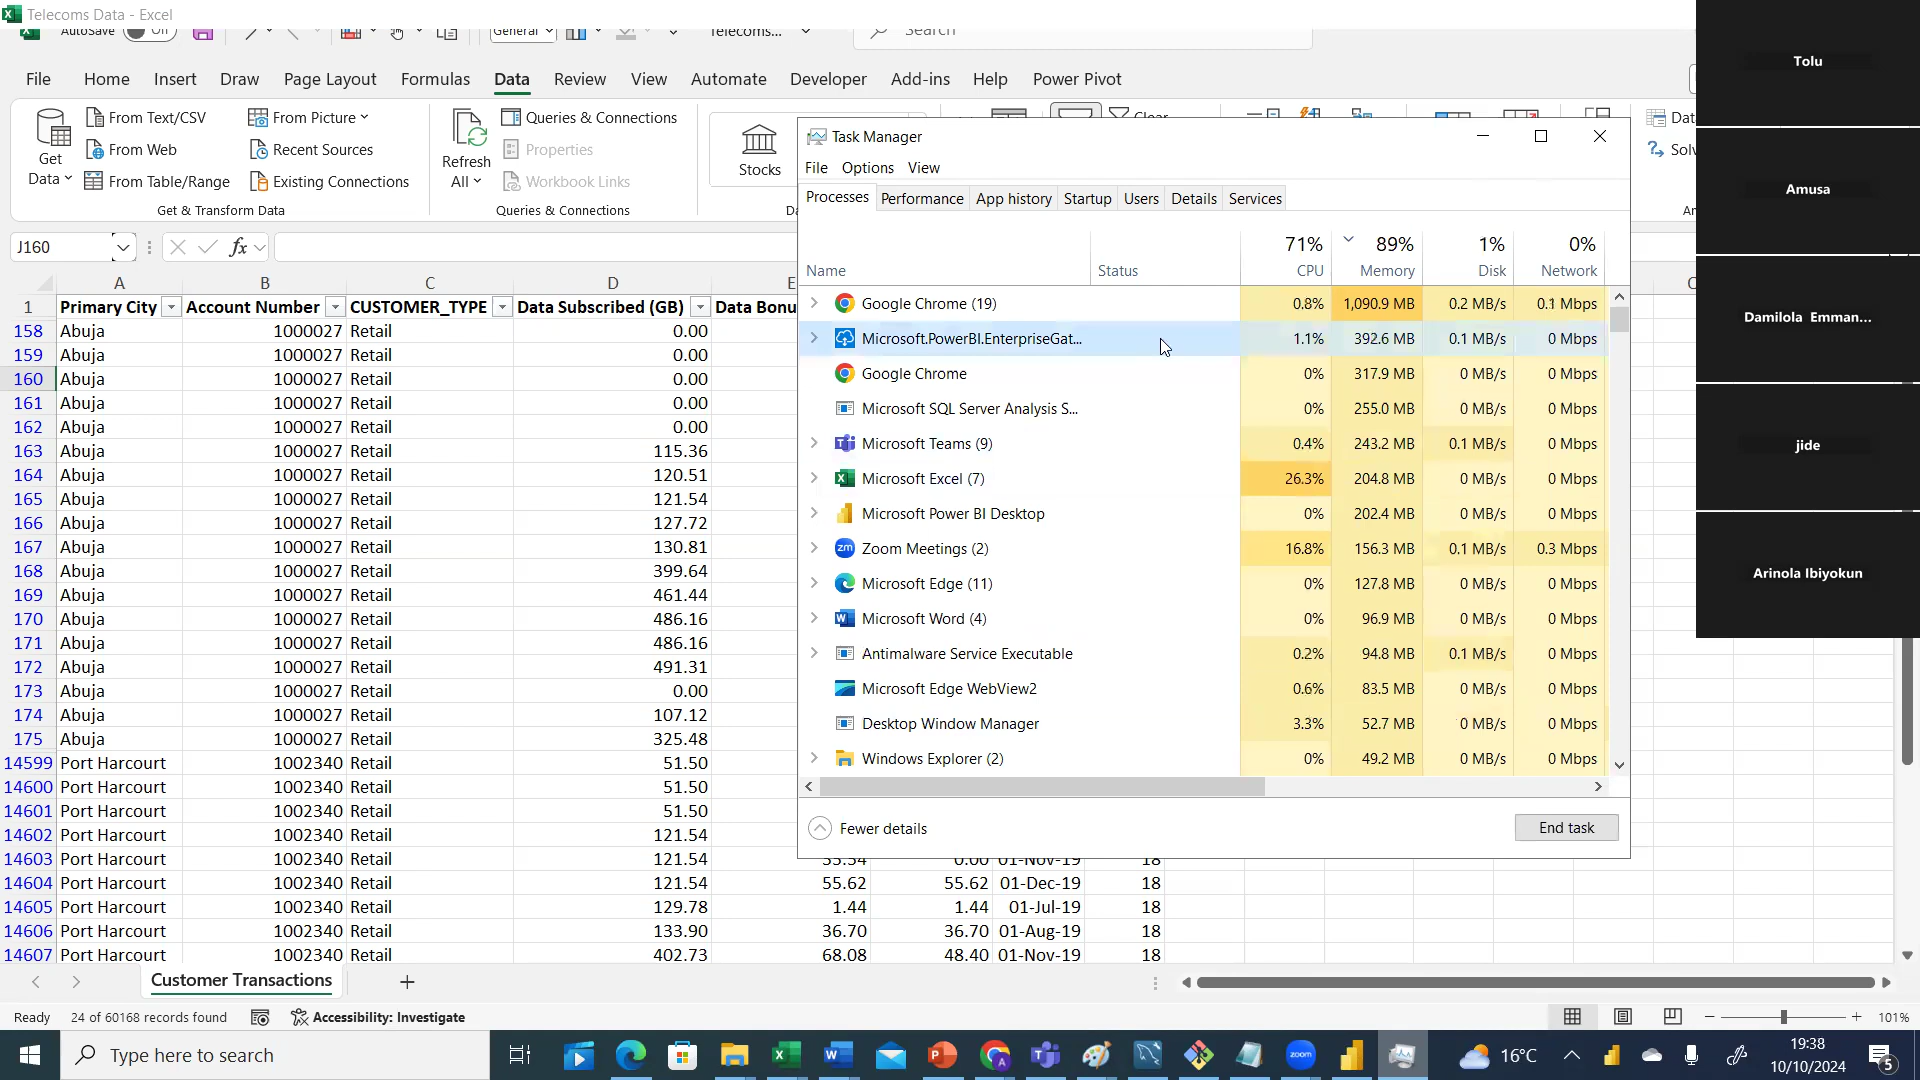 Telecoms Data - Excel
AutoSave Off General Telecoms... Search
File Home Insert Draw Page Layout Formulas Data Review View Automate Developer Add-ins Help Power Pivot
Get Data
From Text/CSV
From Web
From Table/Range
From Picture
Recent Sources
Existing Connections
Get & Transform Data
Refresh All
Queries & Connections
Properties
Workbook Links
Queries & Connections
Stocks
Clear
J160
fx
A B C D E
1 Primary City Account Number CUSTOMER_TYPE Data Subscribed (GB) Data Bonu
158 Abuja 1000027 Retail 0.00
159 Abuja 1000027 Retail 0.00
160 Abuja 1000027 Retail 0.00
161 Abuja 1000027 Retail 0.00
162 Abuja 1000027 Retail 0.00
163 Abuja 1000027 Retail 115.36
164 Abuja 1000027 Retail 120.51
165 Abuja 1000027 Retail 121.54
166 Abuja 1000027 Retail 127.72
167 Abuja 1000027 Retail 130.81
168 Abuja 1000027 Retail 399.64
169 Abuja 1000027 Retail 461.44
170 Abuja 1000027 Retail 486.16
171 Abuja 1000027 Retail 486.16
172 Abuja 1000027 Retail 491.31
173 Abuja 1000027 Retail 0.00
174 Abuja 1000027 Retail 107.12
175 Abuja 1000027 Retail 325.48
14599 Port Harcourt 1002340 Retail 51.50
14600 Port Harcourt 1002340 Retail 51.50
14601 Port Harcourt 1002340 Retail 51.50
14602 Port Harcourt 1002340 Retail 121.54
14603 Port Harcourt 1002340 Retail 121.54 55.54 0.00 01-Nov-19 18
14604 Port Harcourt 1002340 Retail 121.54 55.62 55.62 01-Dec-19 18
14605 Port Harcourt 1002340 Retail 129.78 1.44 1.44 01-Jul-19 18
14606 Port Harcourt 1002340 Retail 133.90 36.70 36.70 01-Aug-19 18
14607 Port Harcourt 1002340 Retail 402.73 68.08 48.40 01-Nov-19 18
Customer Transactions
Ready 24 of 60168 records found Accessibility: Investigate 101%
Task Manager
File Options View
Processes Performance App history Startup Users Details Services
71% 89% 1% 0%
Name Status CPU Memory Disk Network
Google Chrome (19) 0.8% 1,090.9 MB 0.2 MB/s 0.1 Mbps
Microsoft.PowerBI.EnterpriseGat... 1.1% 392.6 MB 0.1 MB/s 0 Mbps
Google Chrome 0% 317.9 MB 0 MB/s 0 Mbps
Microsoft SQL Server Analysis S... 0% 255.0 MB 0 MB/s 0 Mbps
Microsoft Teams (9) 0.4% 243.2 MB 0.1 MB/s 0 Mbps
Microsoft Excel (7) 26.3% 204.8 MB 0 MB/s 0 Mbps
Microsoft Power BI Desktop 0% 202.4 MB 0 MB/s 0 Mbps
zm Zoom Meetings (2) 16.8% 156.3 MB 0.1 MB/s 0.3 Mbps
Microsoft Edge (11) 0% 127.8 MB 0 MB/s 0 Mbps
Microsoft Word (4) 0% 96.9 MB 0 MB/s 0 Mbps
Antimalware Service Executable 0.2% 94.8 MB 0.1 MB/s 0 Mbps
Microsoft Edge WebView2 0.6% 83.5 MB 0 MB/s 0 Mbps
Desktop Window Manager 3.3% 52.7 MB 0 MB/s 0 Mbps
Windows Explorer (2) 0% 49.2 MB 0 MB/s 0 Mbps
Fewer details
End task
Tolu
Amusa
Damilola Emman...
jide
Arinola Ibiyokun
Type here to search
zoom
16°C
19:38
10/10/2024
5